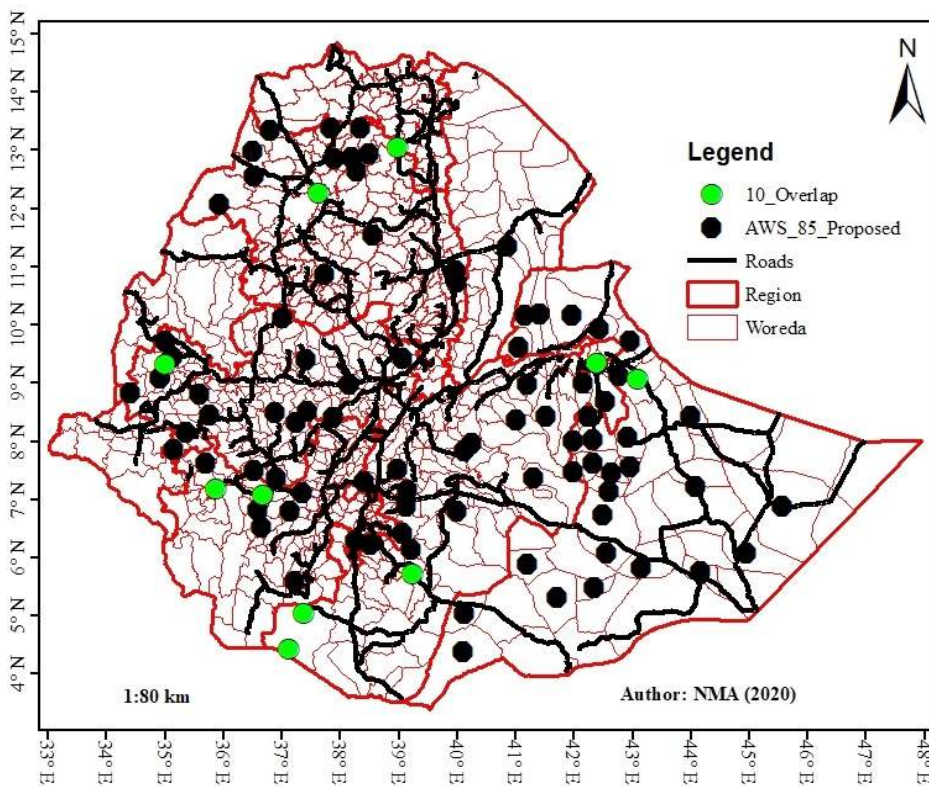 15°N
14°N
13°N
12°N
11°N
10°N
9°N
8°N
7°N
6°N
5°N
4°N
N
Legend
10_Overlap
AWS_85_Proposed
Roads
Region
Woreda
1:80 km
Author: NMA (2020)
33°E
34°E
35°E
36°E
37°E
38°E
39°E
40°E
41°E
42°E
43°E
44°E
45°E
46°E
47°E
48°E